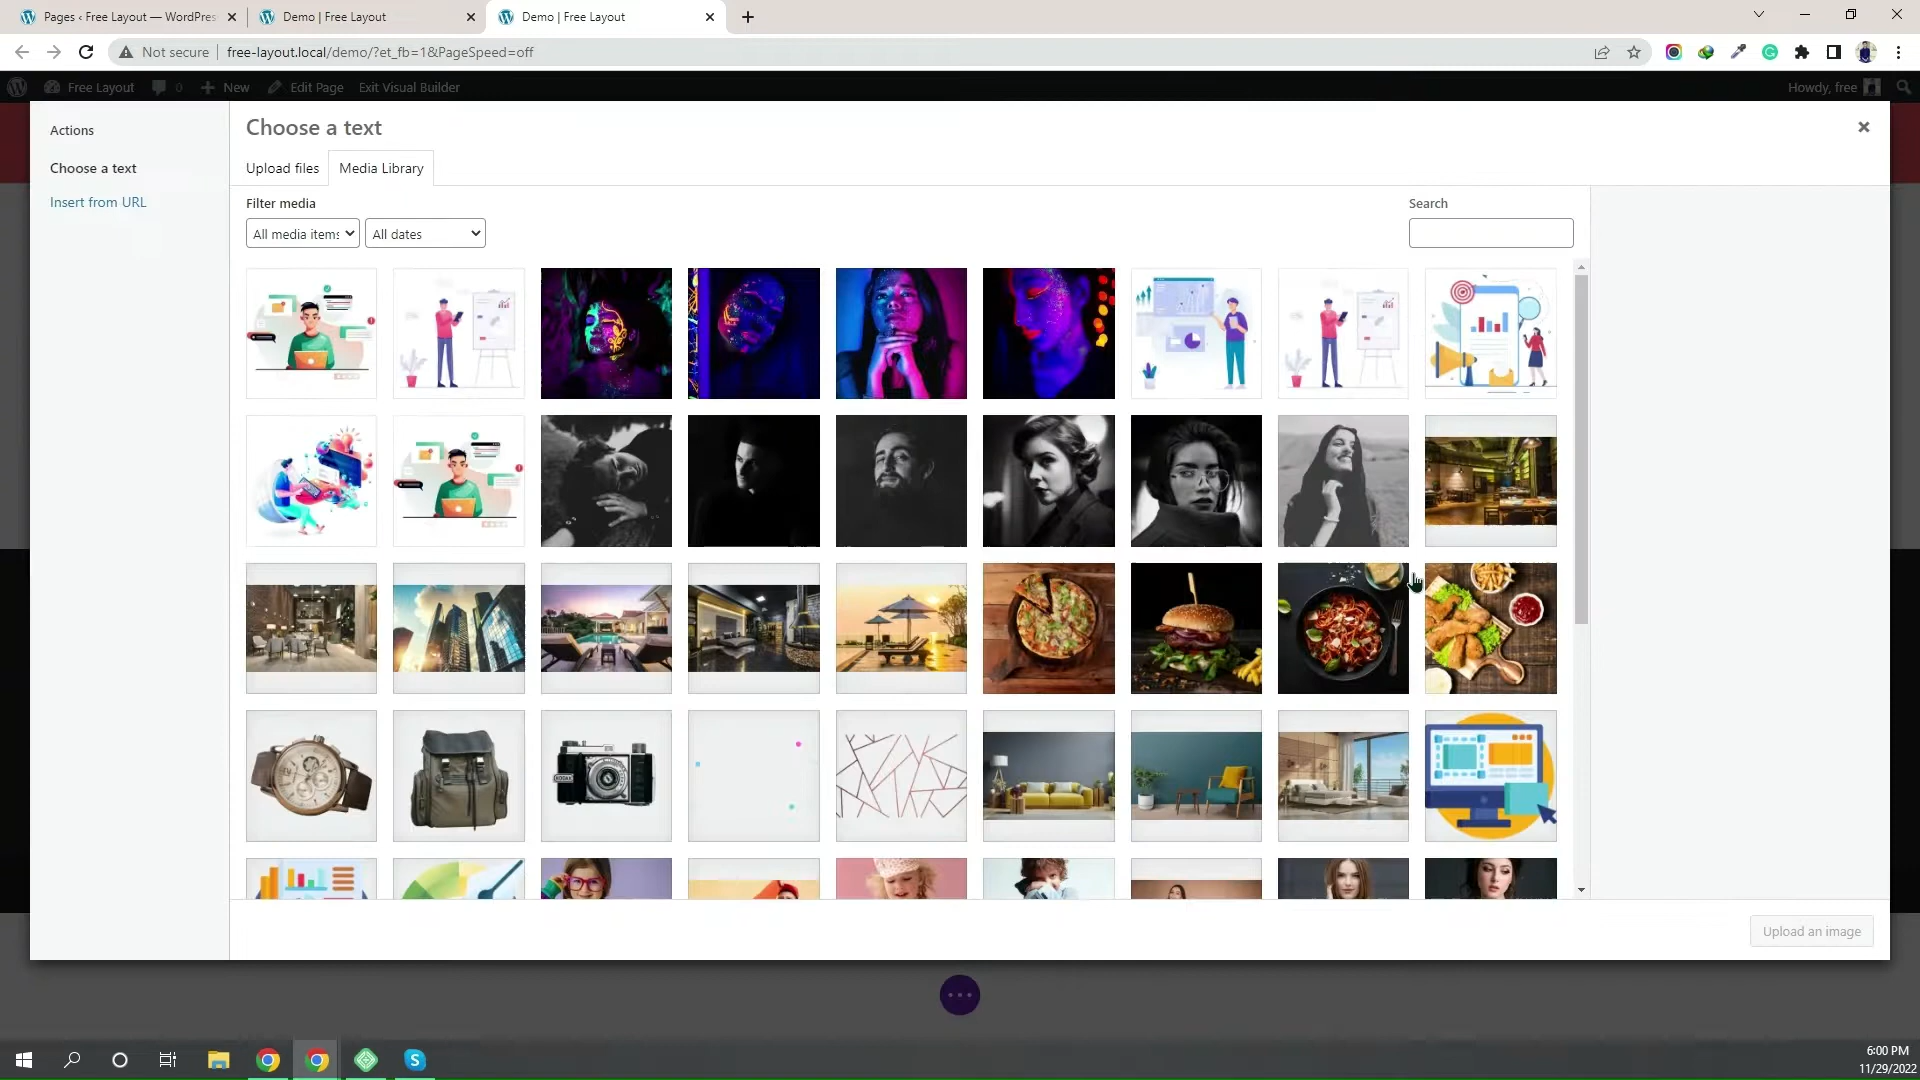 Pages ‹ Free Layout — WordPres
Demo | Free Layout
Demo | Free Layout
Not secure
free-layout.local/demo/?et_fb=1&PageSpeed=off
Free Layout
0
New
Edit Page
Exit Visual Builder
Howdy, free
Actions
Choose a text
Insert from URL
Choose a text
Upload files
Media Library
Filter media
All media items
All dates
Search
Upload an image
6:00 PM
11/29/2022